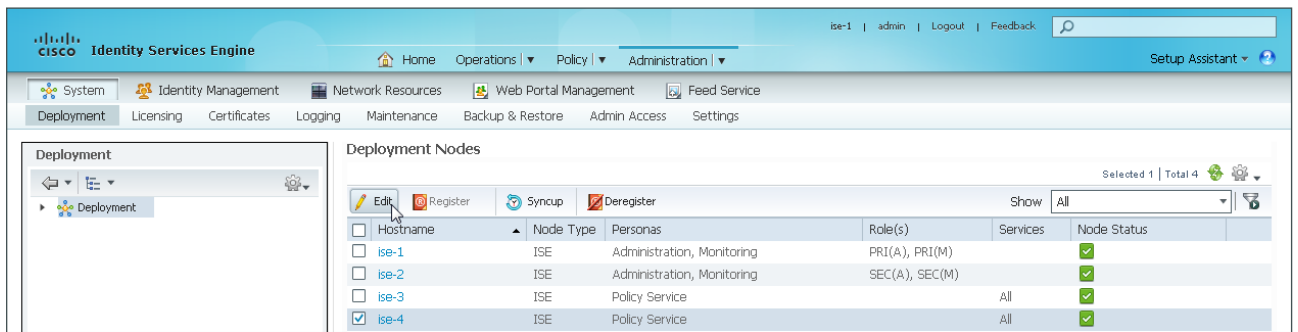 ise-1 | admin | Logout | Feedback
CISCO Identity Services Engine
Home Operations | Policy | Administration |
Setup Assistant
System Identity Management Network Resources Web Portal Management Feed Service
Deployment Licensing Certificates Logging Maintenance Backup & Restore Admin Access Settings
Deployment
Deployment
Deployment Nodes
Selected 1 | Total 4
Edit Register Syncup Deregister Show All
Hostname Node Type Personas Role(s) Services Node Status
ise-1 ISE Administration, Monitoring PRI(A), PRI(M)
ise-2 ISE Administration, Monitoring SEC(A), SEC(M)
ise-3 ISE Policy Service All
ise-4 ISE Policy Service All